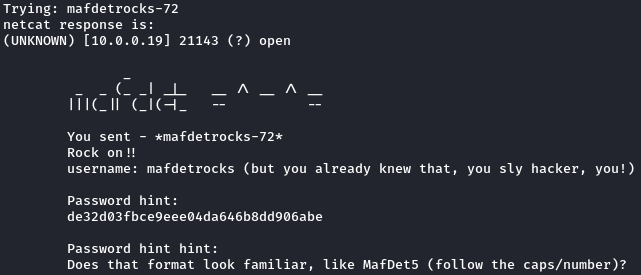 Trying: mafdetrocks-72
netcat response is:
(UNKNOWN) [10.0.0.19] 21143 (?) open
You sent - *mafdetrocks-72*
Rock on!!
username: mafdetrocks (but you already knew that, you sly hacker, you!)
Password hint:
de32d03fbce9eee04da646b8dd906abe
Password hint hint:
Does that format look familiar, like MafDet5 (follow the caps/number)?